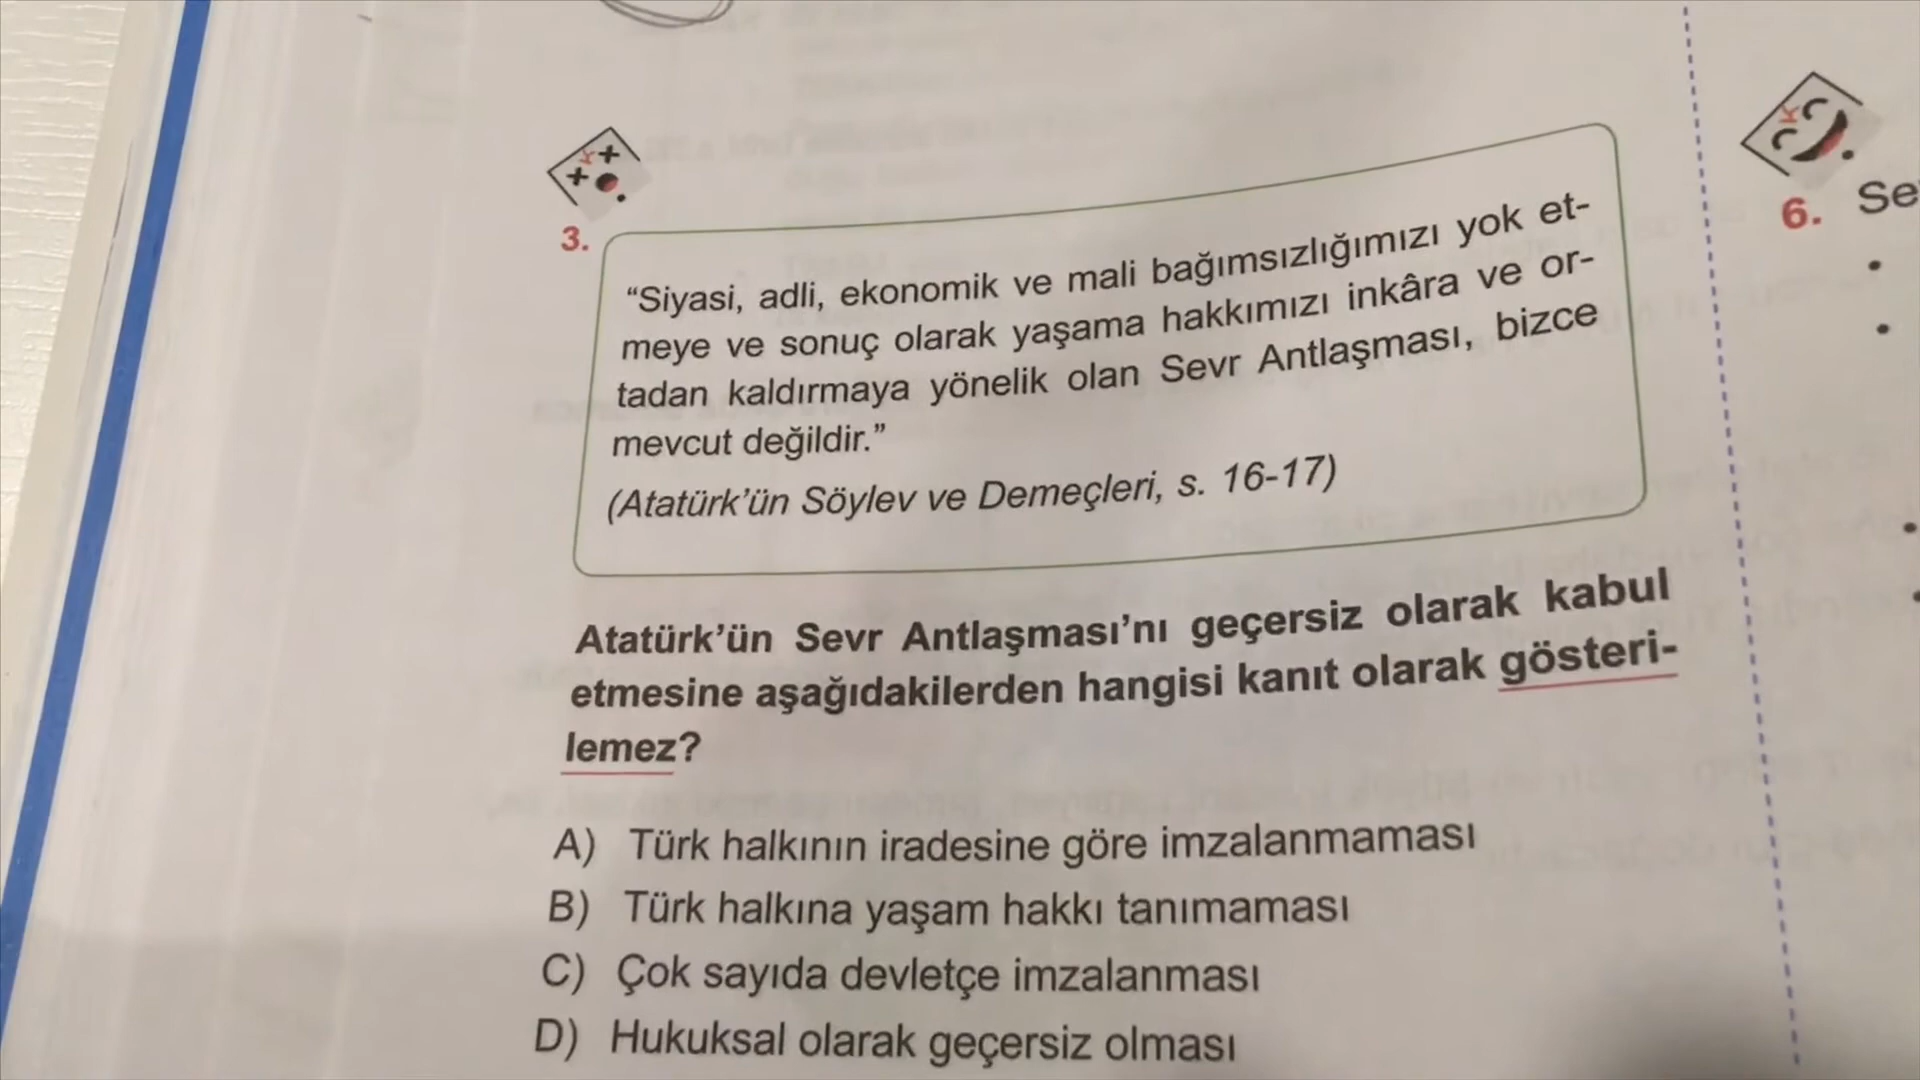 3.
“Siyasi, adli, ekonomik ve mali bağımsızlığımızı yok et-
meye ve sonuç olarak yaşama hakkımızı inkâra ve or-
tadan kaldırmaya yönelik olan Sevr Antlaşması, bizce
mevcut değildir.”
(Atatürk’ün Söylev ve Demeçleri, s. 16-17)
Atatürk’ün Sevr Antlaşması’nı geçersiz olarak kabul
etmesine aşağıdakilerden hangisi kanıt olarak gösteri-
lemez?
A) Türk halkının iradesine göre imzalanmaması
B) Türk halkına yaşam hakkı tanımaması
C) Çok sayıda devletçe imzalanması
D) Hukuksal olarak geçersiz olması
6.